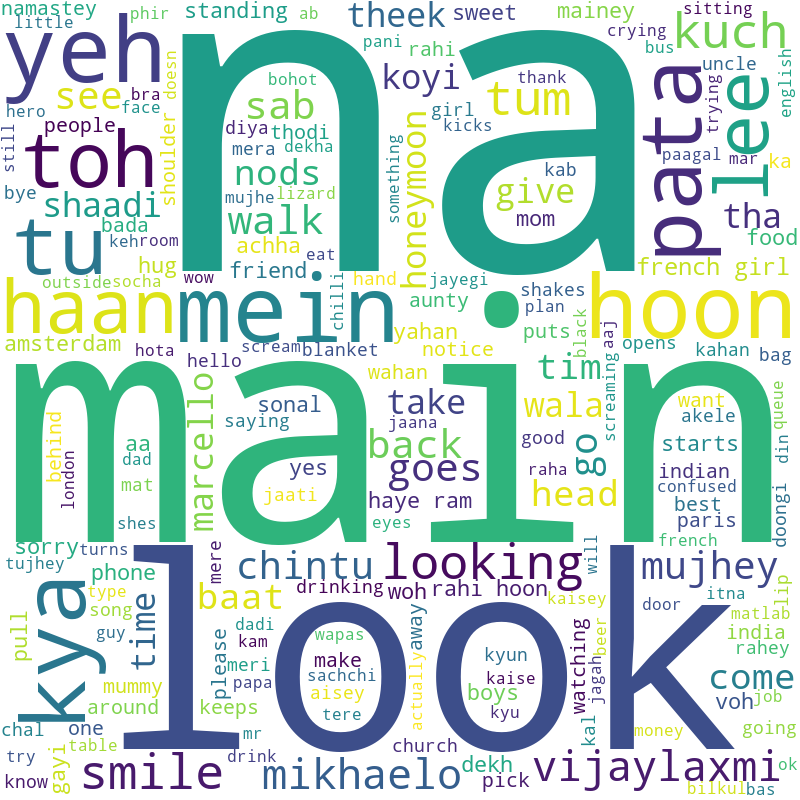 namastey phir standing ab theek sweet mainey sitting
little pani rahi crying bus kuch
yeh na koyi thank uncle
see bra bohot sab tum girl pata lee trying english
hero face doesn diya thodi kicks
people mera dekha something kab paagal mar ka
still toh nods give
bye shoulder mujhe lizard honeymoon mom tha
shaadi walk
tu bada achha eat food
keh room hug friend jayegi french girl
outside socha wow chilli hand aunty shakes plan
haan mein yahan puts black hoon
amsterdam hota scream blanket notice aaj opens kahan bag
hello wahan tim
main sonal take wala screaming want akele queue
behind aa marcello saying jaana back good go starts
dad yes goes raha indian din
london mat jaati haye ram head confused
shes eyes best paris doongi
sorry turns mere chintu looking will french
tujhey mujhey
kya phone drinking woh rahi hoon itna lip
type time baat kaisey door
pull song dadi away beer matlab
guy please kam wapas look kyun india
mummy meri make watching jagah come rahey
around papa sachchi kaise
keeps aisey actually boys voh job
chal one tere kyu kal going
table mr church money
try gayi smile drink mikhaelo dekh vijaylaxmi ok
know pick bilkul bas